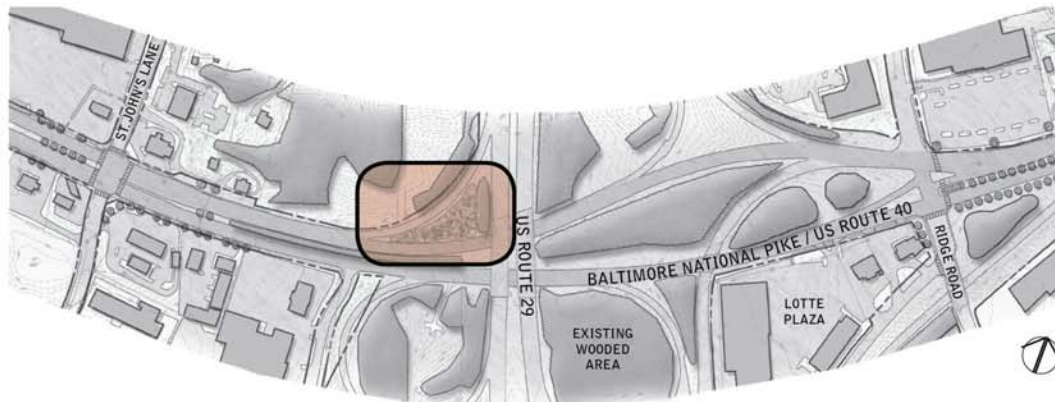 ST. JOHN'S LANE
US ROUTE 29
BALTIMORE NATIONAL PIKE / US ROUTE 40
RIDGE ROAD
LOTTE
PLAZA
EXISTING
WOODED
AREA